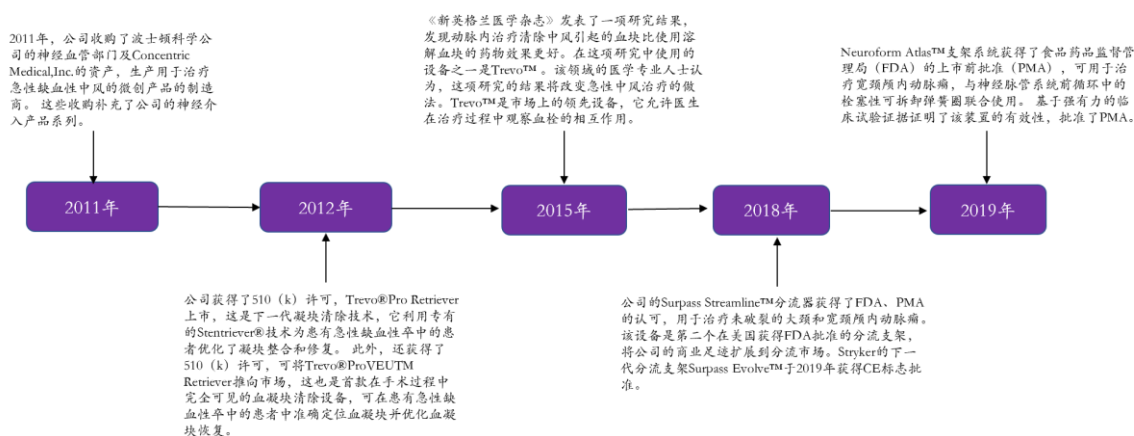 2011年，公司收购了波士顿科学公
司的神经血管部门及Concentric
Medical,Inc.的资产，生产用于治疗
急性缺血性中风的微创产品的制造
商。 这些收购补充了公司的神经介
入产品系列。
《新英格兰医学杂志》发表了一项研究结果，
发现动脉内治疗清除中风引起的血块比使用溶
解血块的药物效果更好。在这项研究中使用的
设备之一是Trevo™ 。该领域的医学专业人士认
为，这项研究的结果将改变急性中风治疗的做
法。Trevo™是市场上的领先设备，它允许医生
在治疗过程中观察血栓的相互作用。
Neuroform Atlas™支架系统获得了食品药品监督管
理局（FDA）的上市前批准（PMA），可用于治
疗宽颈颅内动脉瘤，与神经脉管系统前循环中的
栓塞性可拆卸弹簧圈联合使用。 基于强有力的临
床试验证据证明了该装置的有效性，批准了PMA。
2011年
2012年
2015年
2018年
2019年
公司获得了510（k）许可，Trevo®Pro Retriever
上市，这是下一代凝块清除技术，它利用专有
的Stentriever®技术为患有急性缺血性卒中的患
者优化了凝块整合和修复。 此外，还获得了
510（k）许可，可将Trevo®ProVEUTM
Retriever推向市场，这也是首款在手术过程中
完全可见的血凝块清除设备，可在患有急性缺
血性卒中的患者中准确定位血凝块并优化血凝
块恢复。
公司的Surpass Streamline™分流器获得了FDA、PMA
的认可，用于治疗未破裂的大颈和宽颈颅内动脉瘤。
该设备是第二个在美国获得FDA批准的分流支架，
将公司的商业足迹扩展到分流市场。Stryker的下一
代分流支架Surpass Evolve™于2019年获得CE标志批
准。